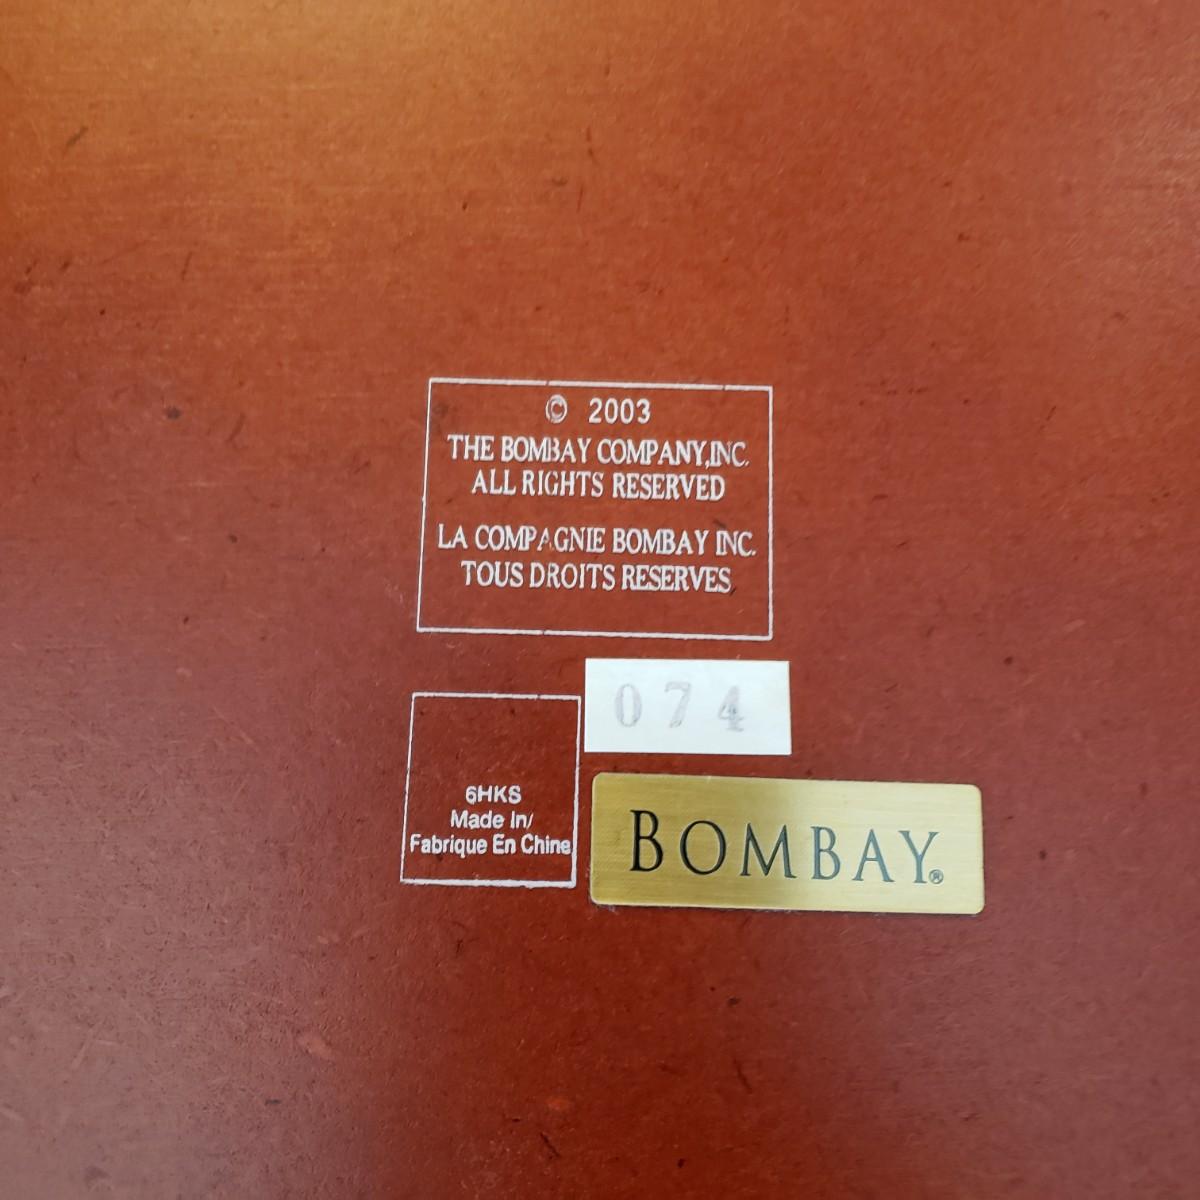 © 2003
THE BOMBAY COMPANY,INC.
ALL RIGHTS RESERVED
LA COMPAGNIE BOMBAY INC.
TOUS DROITS RESERVES
074
6HKS
Made In/
Fabrique En Chine
BOMBAY®